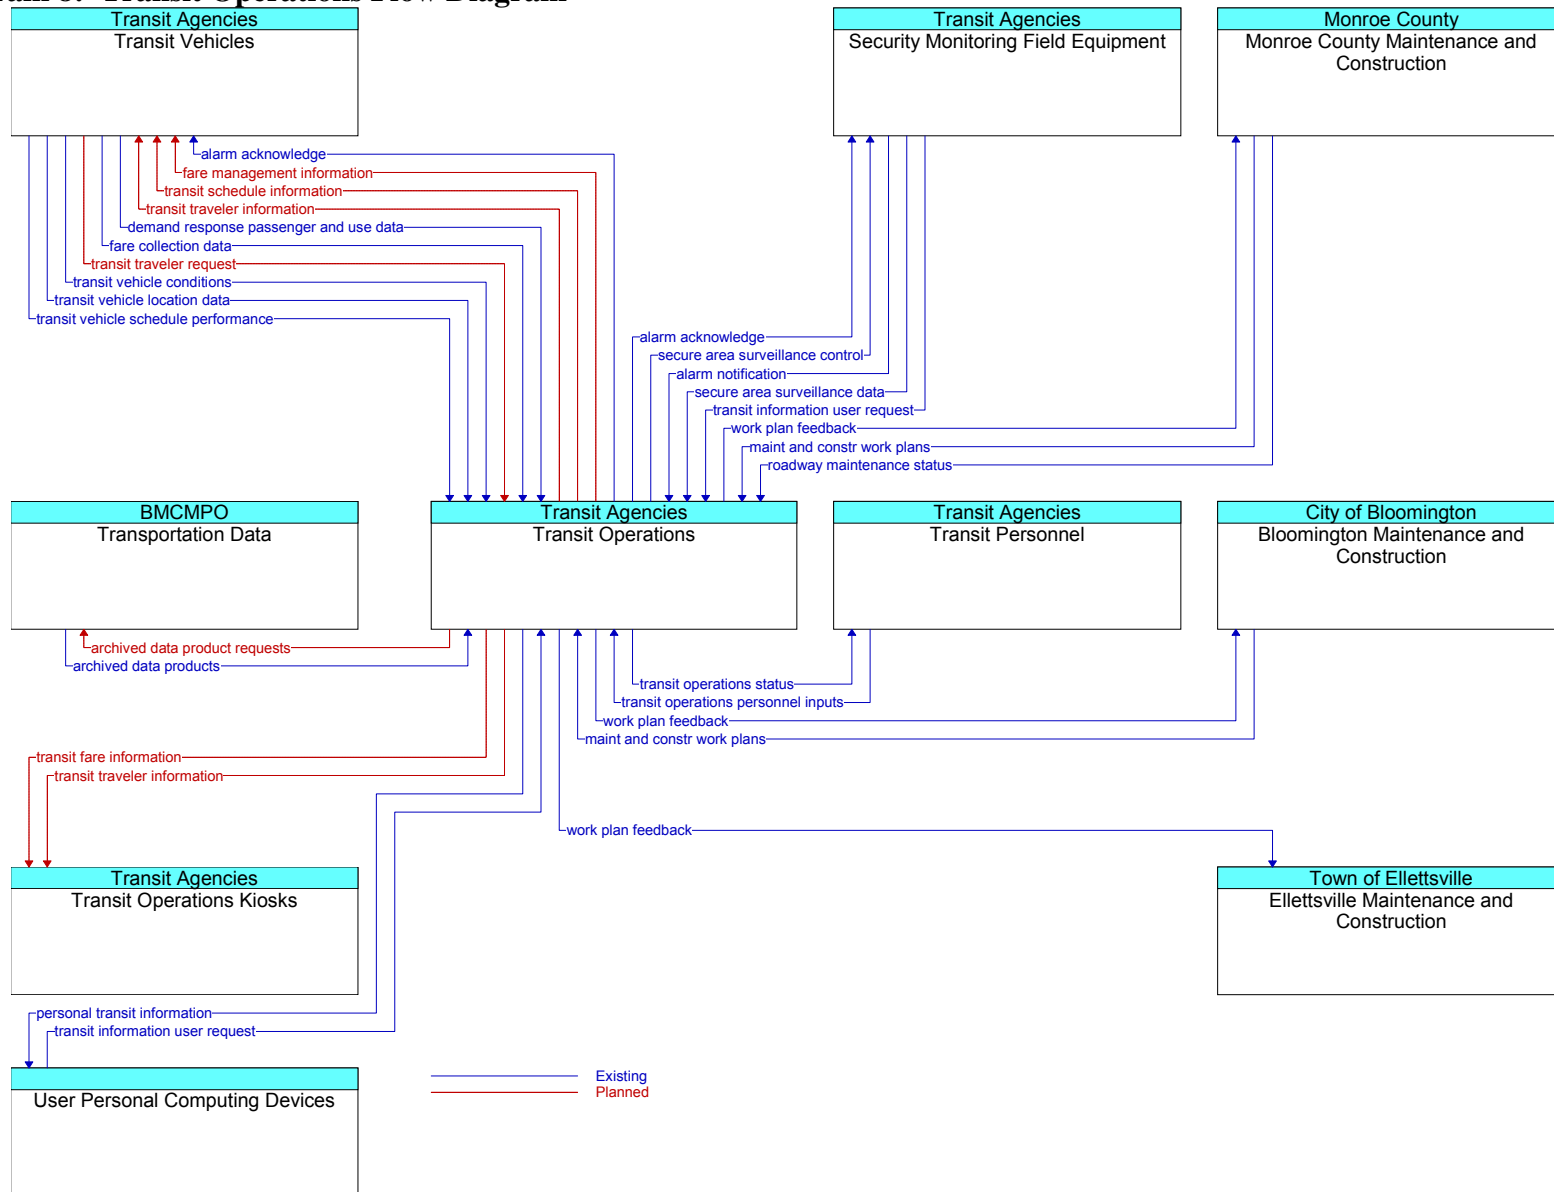 Transit Operations Flow Diagram
Transit Agencies
Transit Vehicles
Transit Agencies
Security Monitoring Field Equipment
Monroe County
Monroe County Maintenance and
Construction
alarm acknowledge
fare management information
transit schedule information
transit traveler information
demand response passenger and use data
fare collection data
transit traveler request
transit vehicle conditions
transit vehicle location data
transit vehicle schedule performance
alarm acknowledge
secure area surveillance control
alarm notification
secure area surveillance data
transit information user request
work plan feedback
maint and constr work plans
roadway maintenance status
BMCMPO
Transportation Data
Transit Agencies
Transit Operations
Transit Agencies
Transit Personnel
City of Bloomington
Bloomington Maintenance and
Construction
archived data product requests
archived data products
transit operations status
transit operations personnel inputs
work plan feedback
maint and constr work plans
transit fare information
transit traveler information
work plan feedback
Transit Agencies
Transit Operations Kiosks
Town of Ellettsville
Ellettsville Maintenance and
Construction
personal transit information
transit information user request
User Personal Computing Devices
Existing
Planned